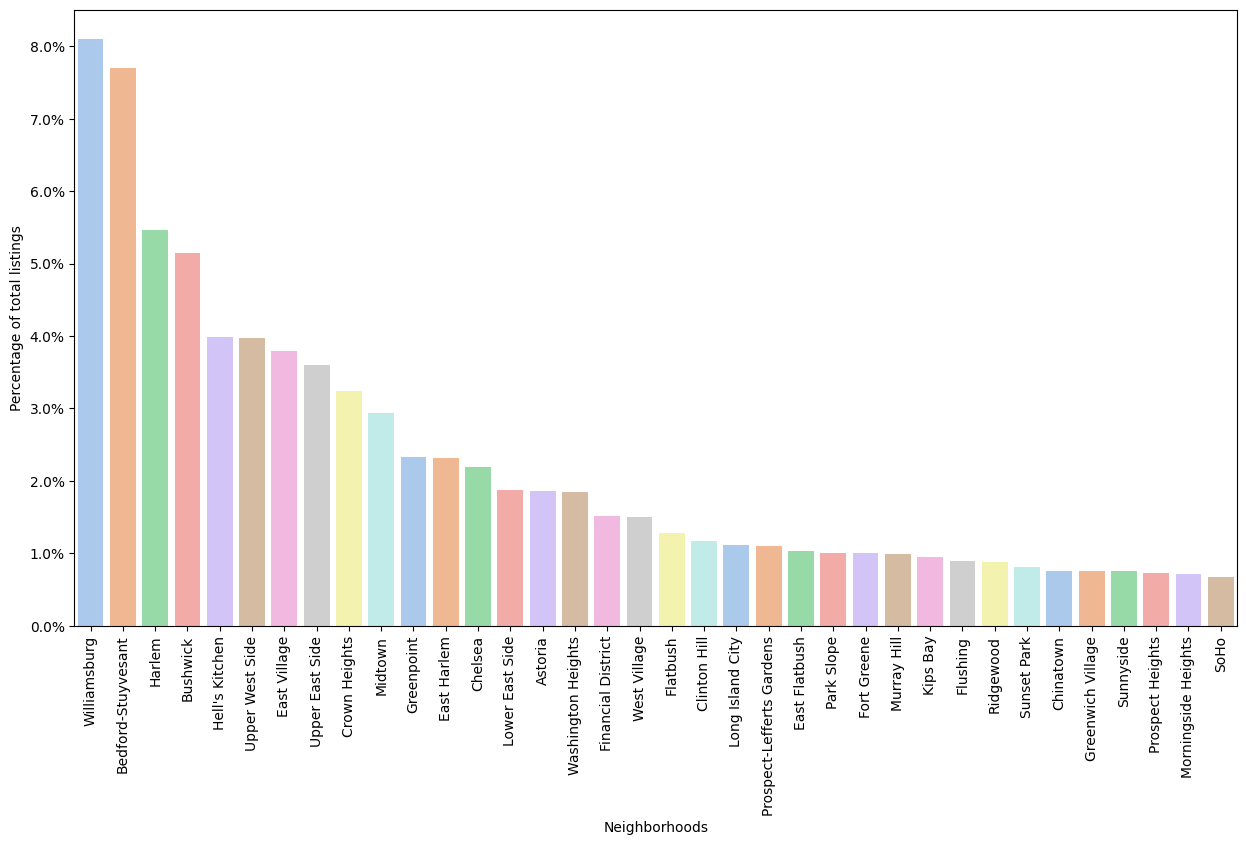 8.0%
7.0%
6.0%
5.0%
4.0%
3.0%
2.0%
1.0%
0.0%
Percentage of total listings
Williamsburg
Bedford-Stuyvesant
Harlem
Bushwick
Hell's Kitchen
Upper West Side
East Village
Upper East Side
Crown Heights
Midtown
Greenpoint
East Harlem
Chelsea
Lower East Side
Astoria
Washington Heights
Financial District
West Village
Flatbush
Clinton Hill
Long Island City
Prospect-Lefferts Gardens
East Flatbush
Park Slope
Fort Greene
Murray Hill
Kips Bay
Flushing
Ridgewood
Sunset Park
Chinatown
Greenwich Village
Sunnyside
Prospect Heights
Morningside Heights
SoHo
Neighborhoods